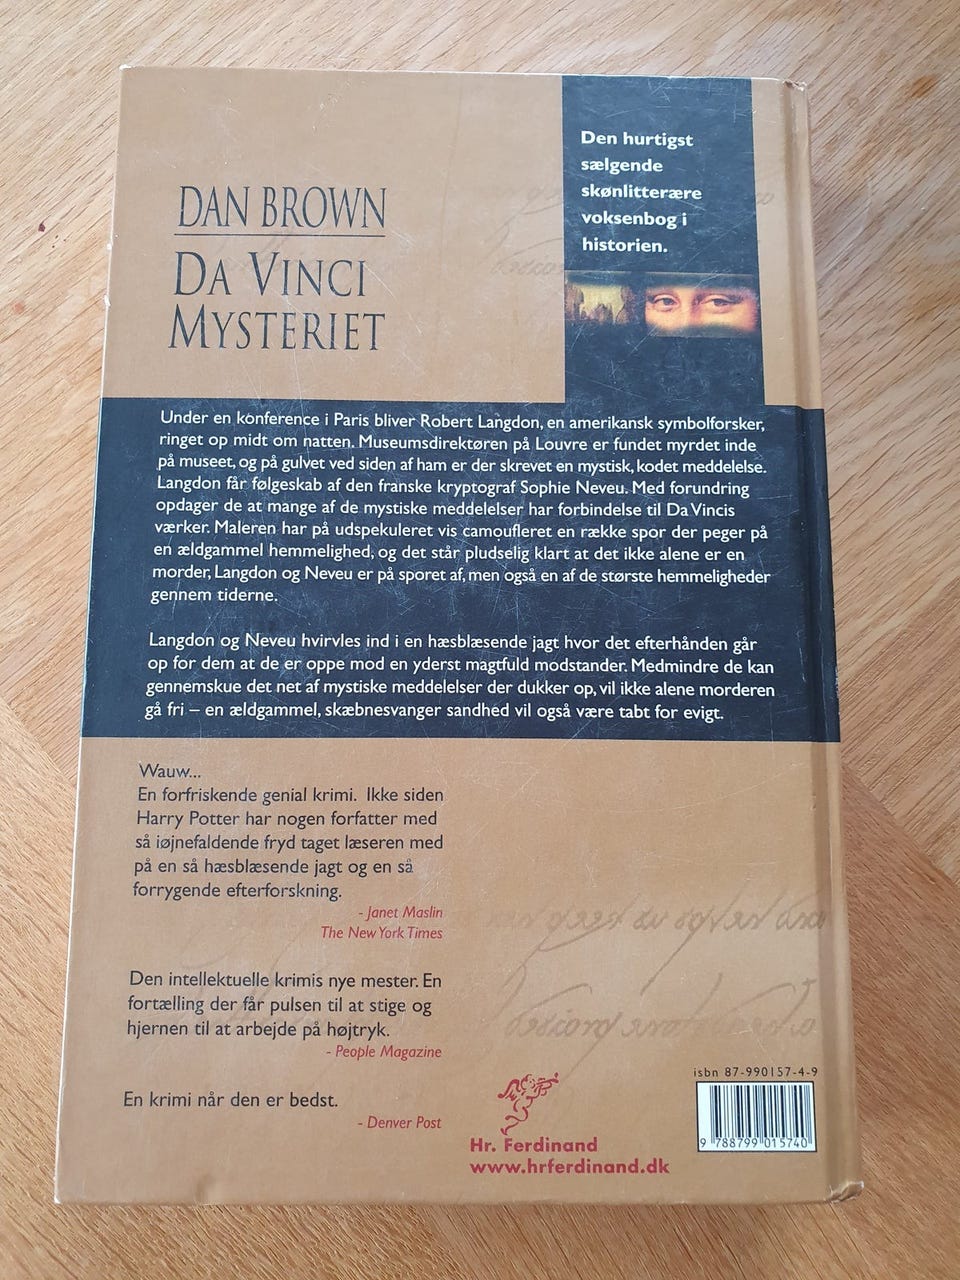 DAN BROWN
DA VINCI
MYSTERIET
Den hurtigst
sælgende
skønlitterære
voksenbog i
historien.
Under en konference i Paris bliver Robert Langdon, en amerikansk symbolforsker,
ringet op midt om natten. Museumsdirektøren på Louvre er fundet myrdet inde
på museet, og på gulvet ved siden af ham er der skrevet en mystisk, kodet meddelelse.
Langdon får følgeskab af den franske kryptograf Sophie Neveu. Med forundring
opdager de at mange af de mystiske meddelelser har forbindelse til Da Vincis
værker. Maleren har på udspekuleret vis camoufleret en række spor der peger på
en ældgammel hemmelighed, og det står pludselig klart at det ikke alene er en
morder, Langdon og Neveu er på sporet af, men også en af de største hemmeligheder
gennem tiderne.
Langdon og Neveu hvirvles ind i en hæsblæsende jagt hvor det efterhånden går
op for dem at de er oppe mod en yderst magtfuld modstander. Medmindre de kan
gennemskue det net af mystiske meddelelser der dukker op, vil ikke alene morderen
gå fri – en ældgammel, skæbnesvanger sandhed vil også være tabt for evigt.
Wauw...
En forfriskende genial krimi. Ikke siden
Harry Potter har nogen forfatter med
så iøjnefaldende fryd taget læseren med
på en så hæsblæsende jagt og en så
forrygende efterforskning.
- Janet Maslin
The New York Times
Den intellektuelle krimis nye mester. En
fortælling der får pulsen til at stige og
hjernen til at arbejde på højtryk.
- People Magazine
En krimi når den er bedst.
- Denver Post
Hr. Ferdinand
www.hrferdinand.dk
isbn 87-990157-4-9
9 788799 015740